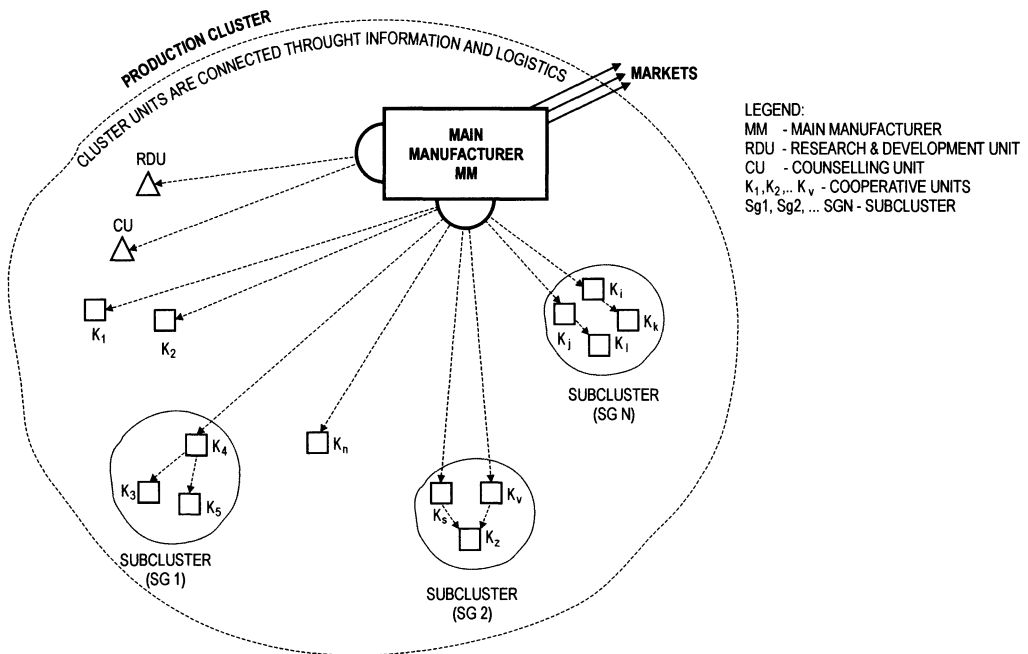 PRODUCTION CLUSTER
CLUSTER UNITS ARE CONNECTED THROUGHT INFORMATION AND LOGISTICS
MARKETS
MAIN
MANUFACTURER
MM
LEGEND:
MM - MAIN MANUFACTURER
RDU - RESEARCH & DEVELOPMENT UNIT
CU - COUNSELLING UNIT
K₁,K₂,.. Kᵥ - COOPERATIVE UNITS
Sg1, Sg2, ... SGN - SUBCLUSTER
RDU
CU
K₁
K₂
Kᵢ
Kⱼ
Kₖ
Kₗ
SUBCLUSTER
(SG N)
K₄
K₃
K₅
SUBCLUSTER
(SG 1)
Kₙ
Kₛ
Kᵥ
K₂
SUBCLUSTER
(SG 2)